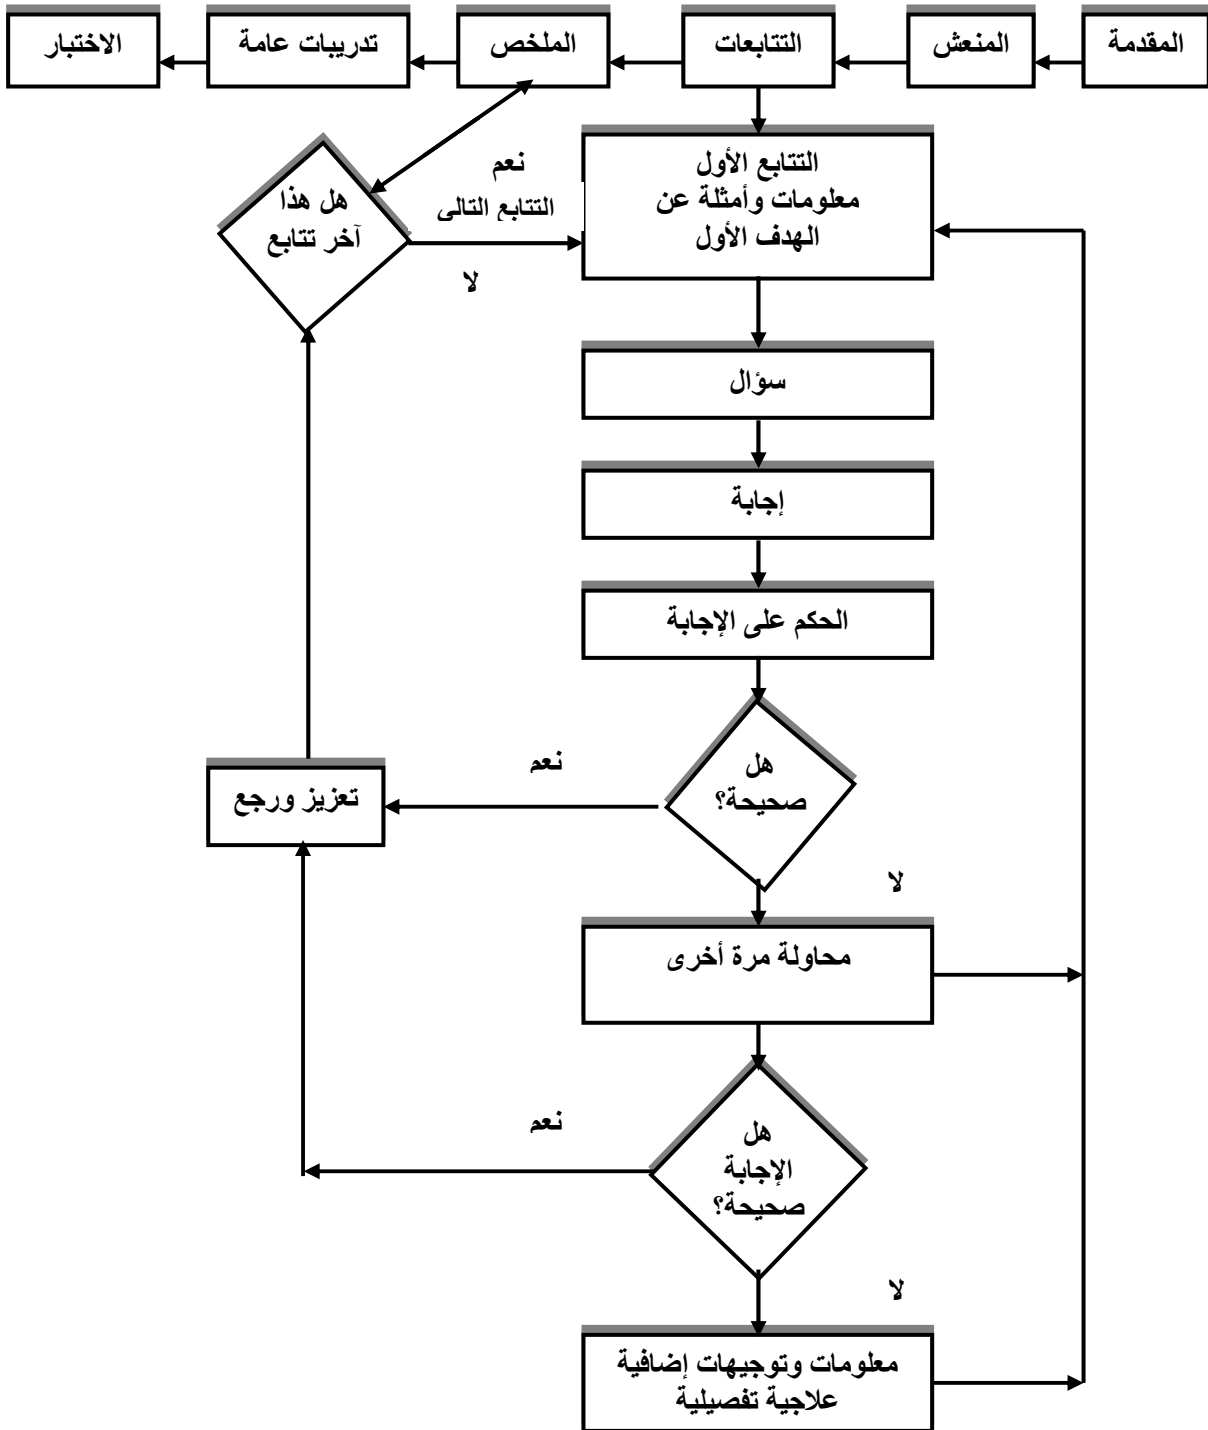 المقدمة
المنعش
التتابعات
الملخص
تدريبات عامة
الاختبار
التتابع الأول
معلومات وأمثلة عن
الهدف الأول
نعم
التتابع التالى
هل هذا
آخر تتابع
لا
سؤال
إجابة
الحكم على الإجابة
هل
صحيحة؟
نعم
تعزيز ورجع
لا
محاولة مرة أخرى
هل
الإجابة
صحيحة؟
نعم
لا
معلومات وتوجيهات إضافية
علاجية تفصيلية